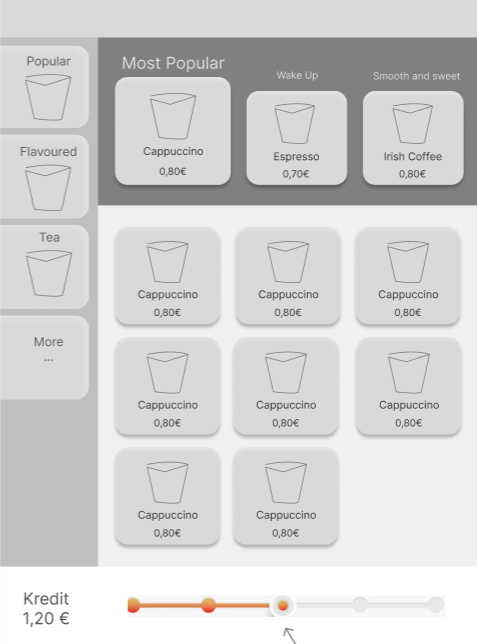 Popular
Flavoured
Tea
More
...
Most Popular
Wake Up
Smooth and sweet
Cappuccino
0,80€
Espresso
0,70€
Irish Coffee
0,80€
Cappuccino
0,80€
Cappuccino
0,80€
Cappuccino
0,80€
Cappuccino
0,80€
Cappuccino
0,80€
Cappuccino
0,80€
Cappuccino
0,80€
Cappuccino
0,80€
Kredit
1,20 €